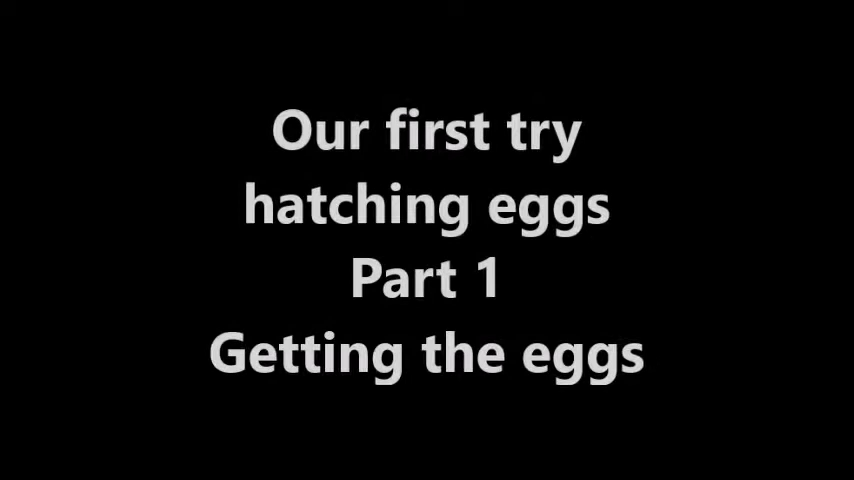 Our first try
hatching eggs
Part 1
Getting the eggs